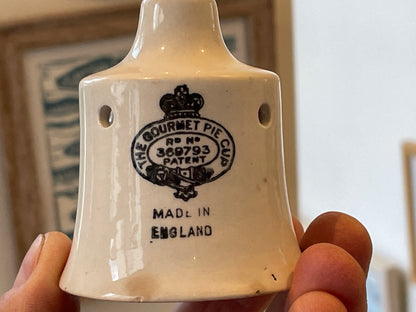 THE GOURMET PIE CUP
RD NO
369793
PATENT
MADE IN
ENGLAND